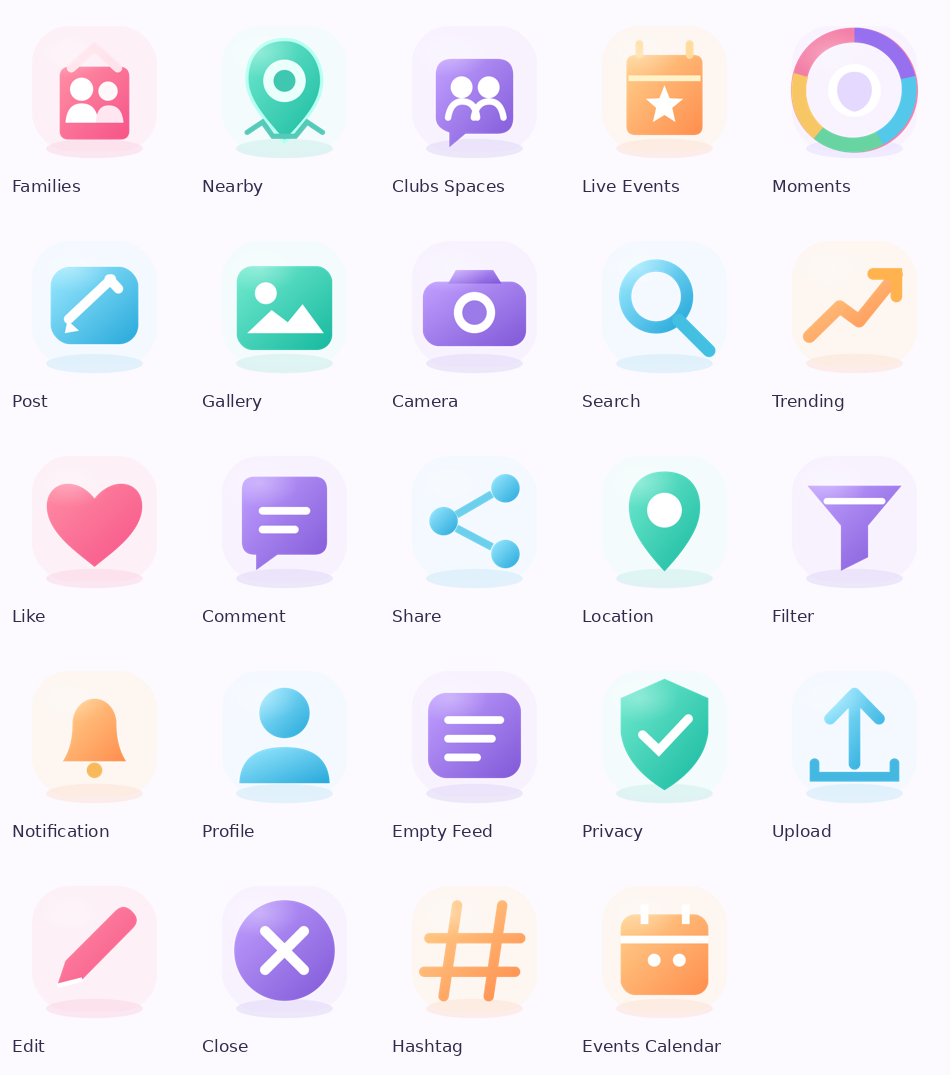 Families
Nearby
Clubs Spaces
Live Events
Moments
Post
Gallery
Camera
Search
Trending
Like
Comment
Share
Location
Filter
Notification
Profile
Empty Feed
Privacy
Upload
Edit
Close
Hashtag
Events Calendar